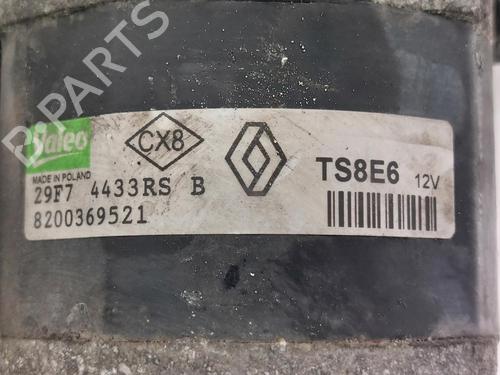 B-PARTS
Valeo
MADE IN POLAND
CX8
TS8E6 12V
29F7 4433RS B
8200369521